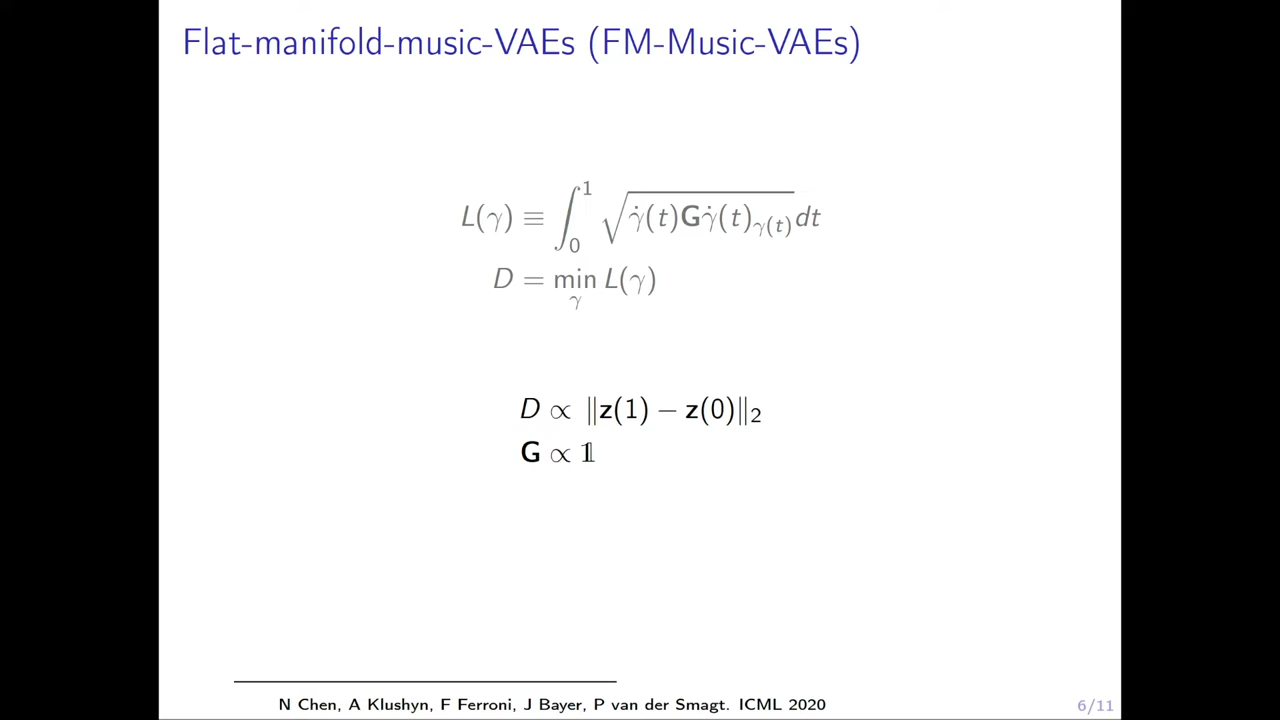 Flat-manifold-music-VAEs (FM-Music-VAEs)
L(γ) ≡ ∫₀¹ √(γ̇(t)Gγ̇(t)_γ(t)) dt
D = min_γ L(γ)
D ∝ ‖z(1) − z(0)‖₂
G ∝ 𝟙
N Chen, A Klushyn, F Ferroni, J Bayer, P van der Smagt. ICML 2020
6/11